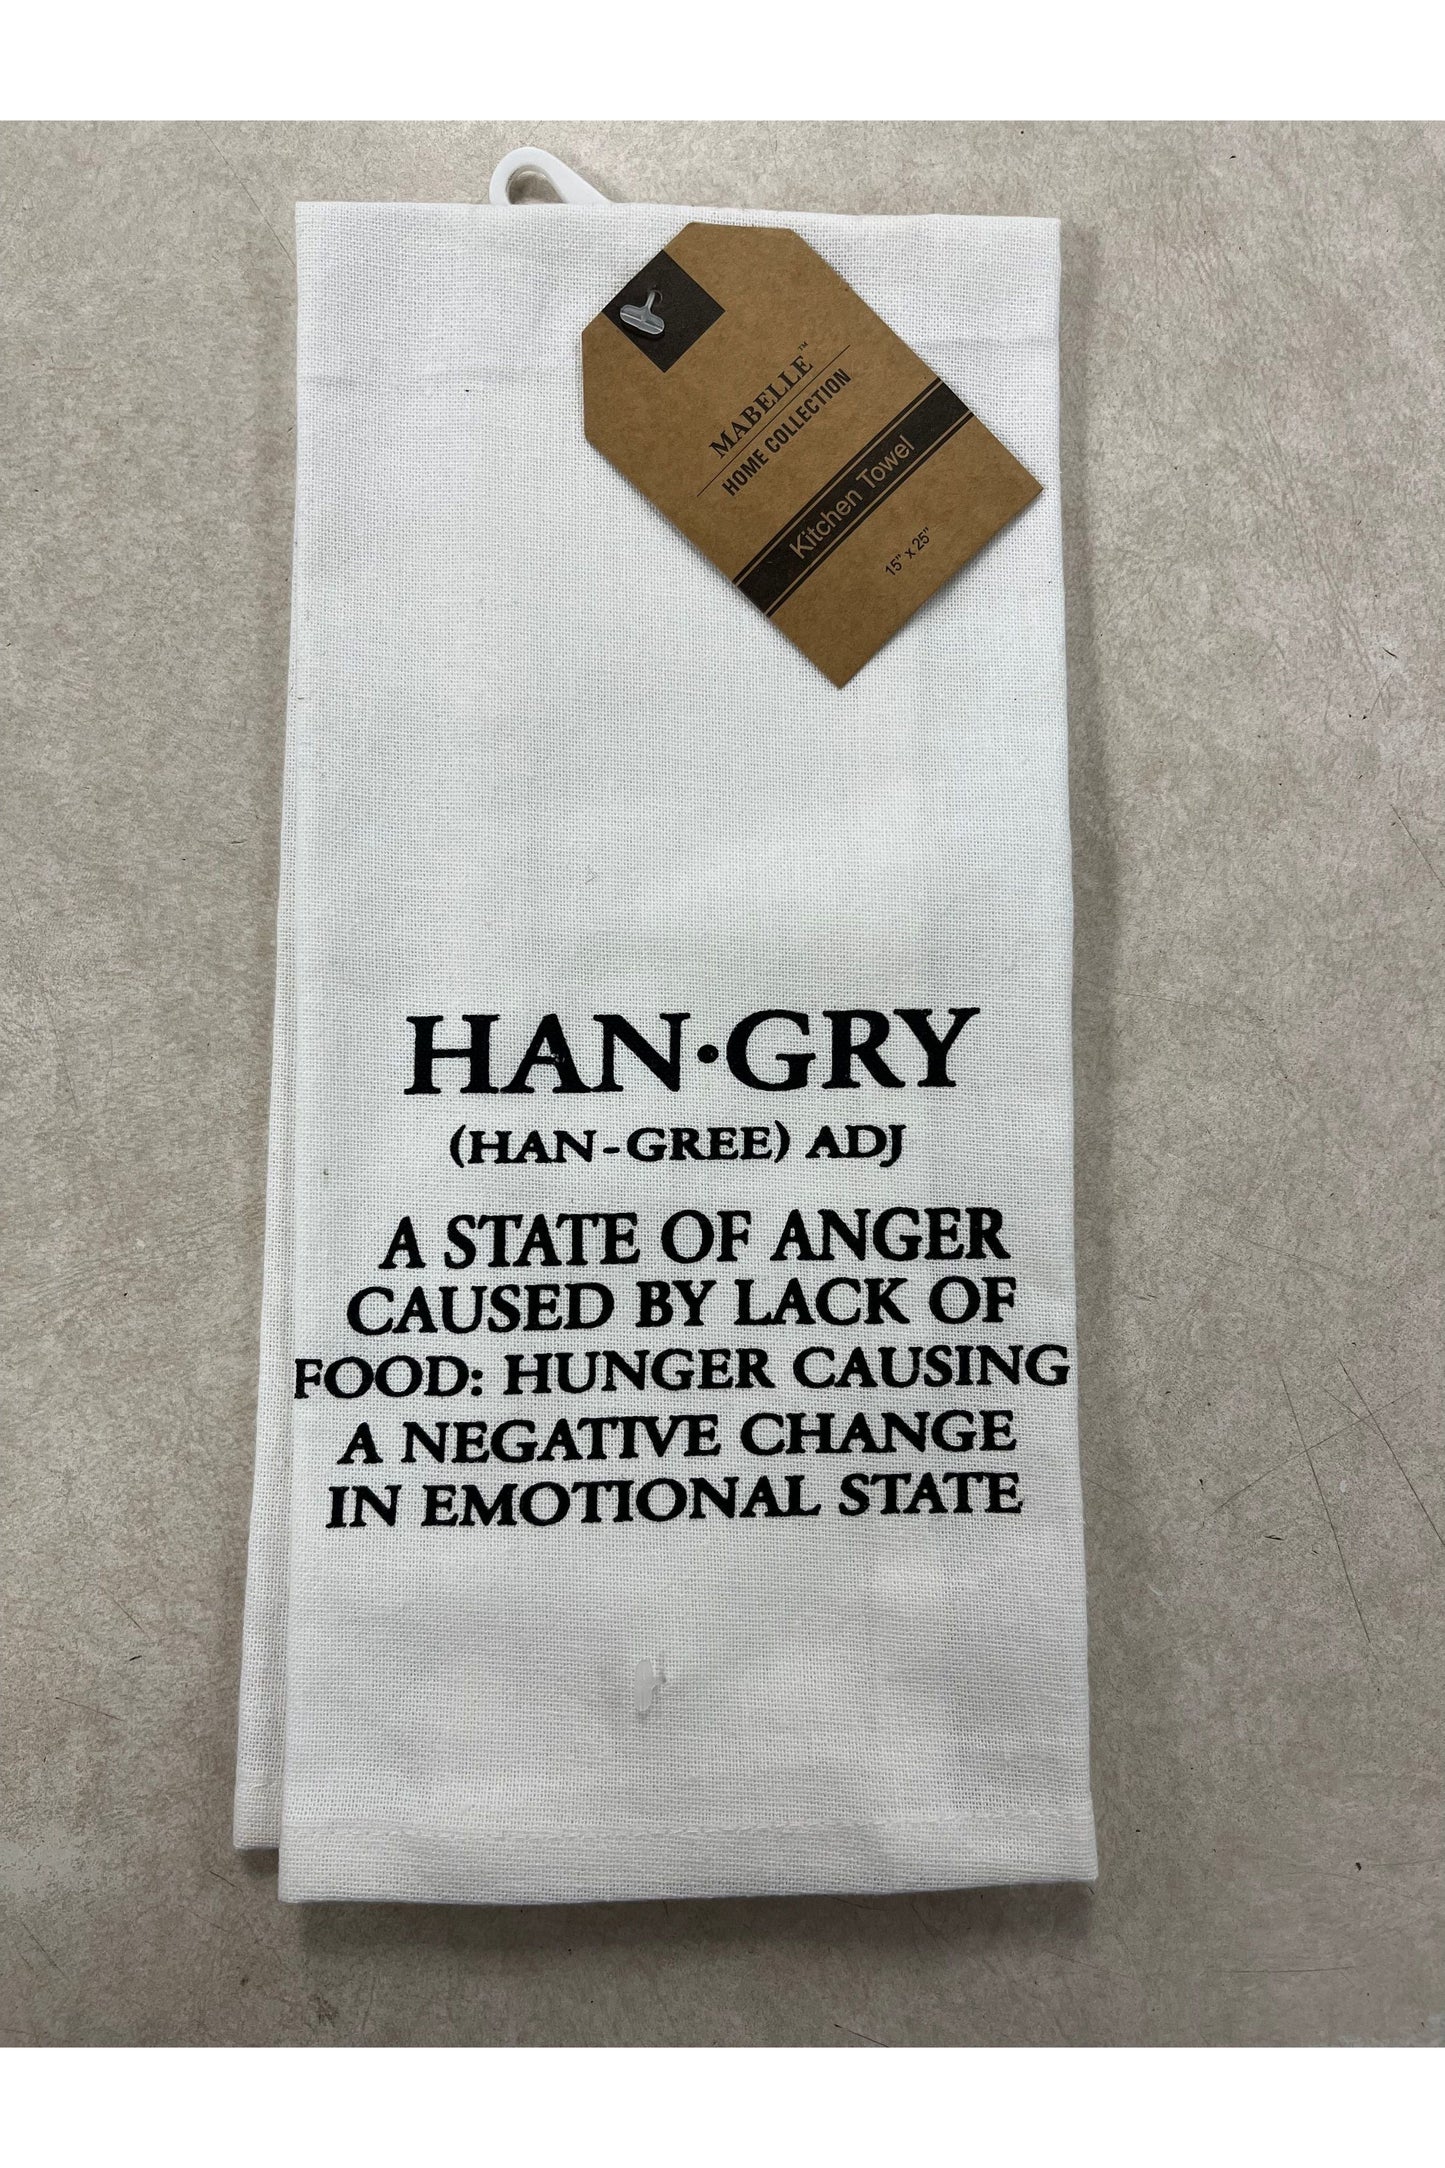 MABELLE™
HOME COLLECTION
Kitchen Towel
15" x 25"
HAN•GRY
(HAN-GREE) ADJ
A STATE OF ANGER
CAUSED BY LACK OF
FOOD: HUNGER CAUSING
A NEGATIVE CHANGE
IN EMOTIONAL STATE